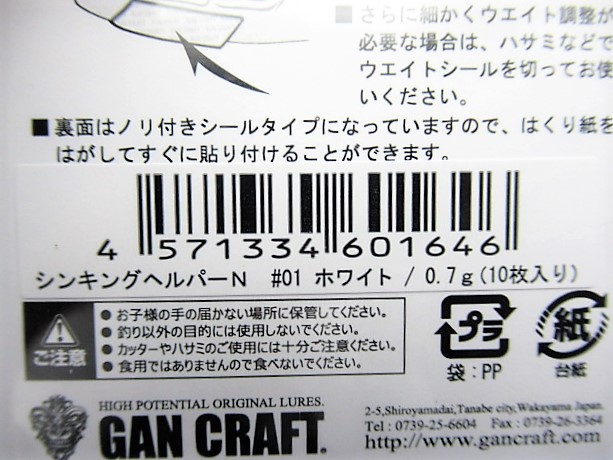 ■さらに細かくウエイト調整が
必要な場合は、ハサミなどで
ウエイトシールを切ってお使
いください。
■裏面はノリ付きシールタイプになっていますので、はくり紙を
はがしてすぐに貼り付けることができます。
4 571334 601646
シンキングヘルパーN #01 ホワイト / 0.7g(10枚入り)
ご注意
●お子様の手の届かない場所に保管してください。
●釣り以外の目的には使用しないでください。
●カッターやハサミのご使用には十分ご注意ください。
●食用ではありませんので食べないでください。
プラ
袋:PP
紙
台紙
HIGH POTENTIAL ORIGINAL LURES.
GAN CRAFT.
2-5,Shiroyamadai,Tanabe city,Wakayama Japan
Tel : 0739-25-6604 Fax : 0739-26-3364
http://www.gancraft.com